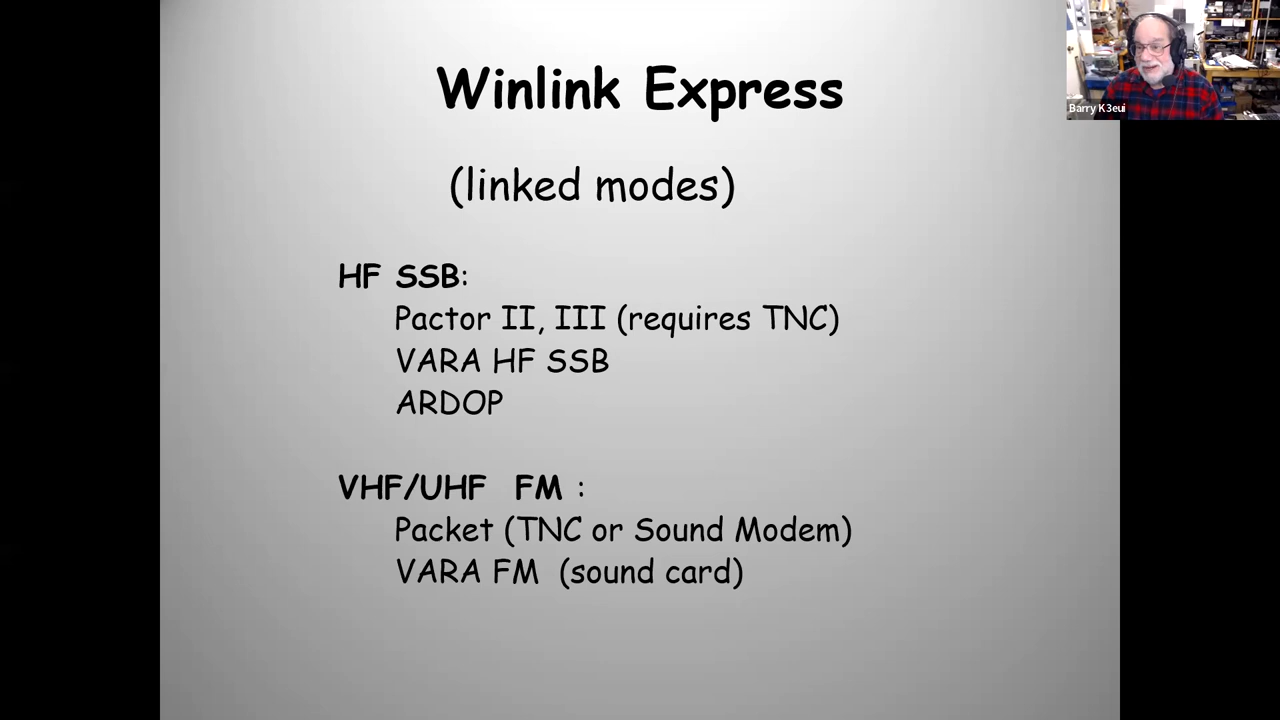 Winlink Express
(linked modes)
HF SSB:
Pactor II, III (requires TNC)
VARA HF SSB
ARDOP
VHF/UHF FM :
Packet (TNC or Sound Modem)
VARA FM (sound card)
Barry K3eui